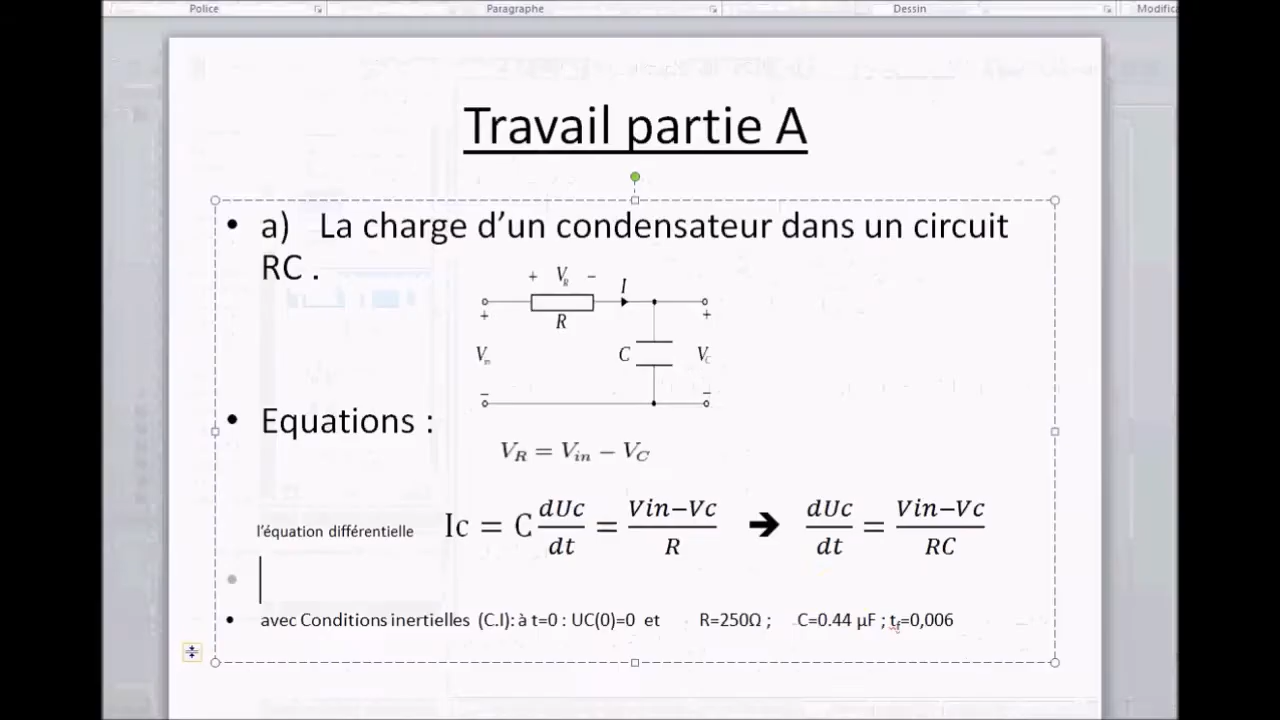 Police Paragraphe Dessin
Travail partie A
• a) La charge d’un condensateur dans un circuit
RC .
+ V_R −
I
R
+ +
V_in C V_C
− −
• Equations :
V_R = V_in − V_C
l’équation différentielle Ic = C dUc/dt = Vin−Vc/R ➔ dUc/dt = Vin−Vc/RC
• avec Conditions inertielles (C.I): à t=0 : UC(0)=0 et R=250Ω ; C=0.44 µF ; t_f=0,006